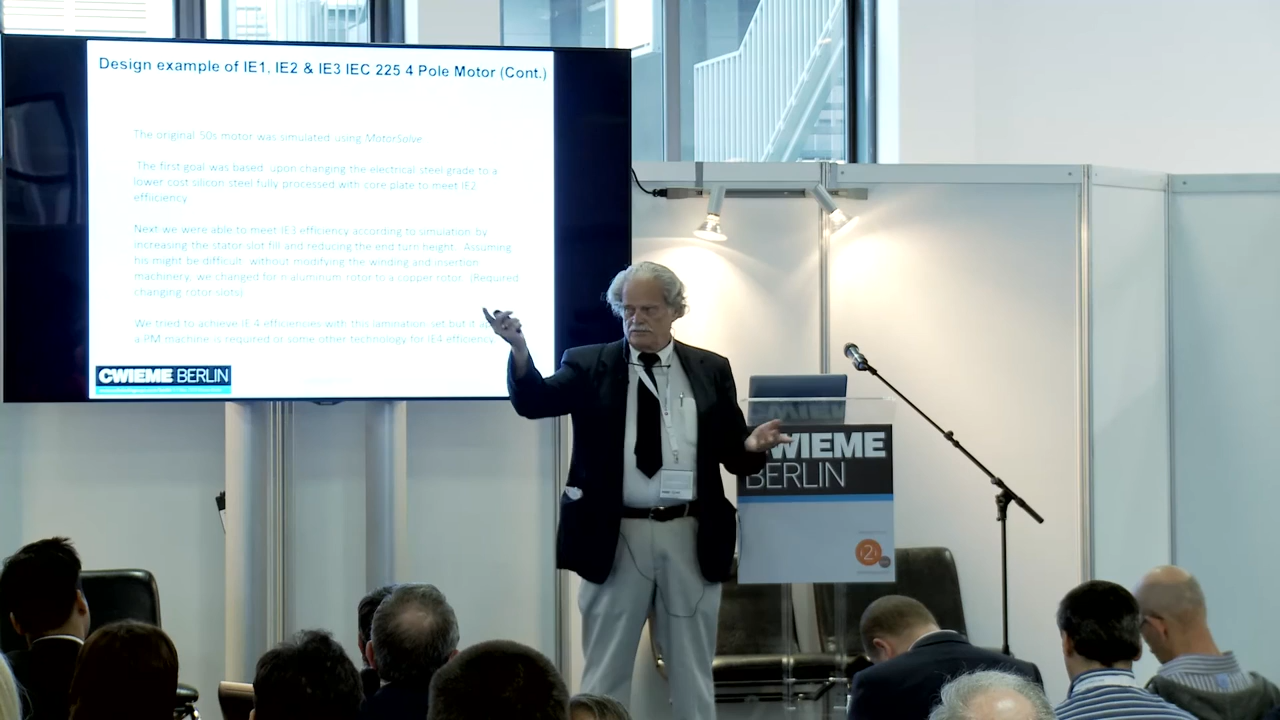 Design example of IE1, IE2 & IE3 IEC 225 4 Pole Motor (Cont.)
The original 50s motor was simulated using MotorSolve
The first goal was based upon changing the electrical steel grade to a
lower cost silicon steel fully processed with core plate to meet IE2
efficiency
Next we were able to meet IE3 efficiency according to simulation by
increasing the stator slot fill and reducing the end turn height. Assuming
his might be difficult without modifying the winding and insertion
machinery, we changed for n aluminum rotor to a copper rotor. (Required
changing rotor slots)
We tried to achieve IE 4 efficiencies with this lamination set but it
a PM machine is required or some other technology for IE4 efficiency
CWIEME BERLIN
CWIEME
BERLIN
i2i